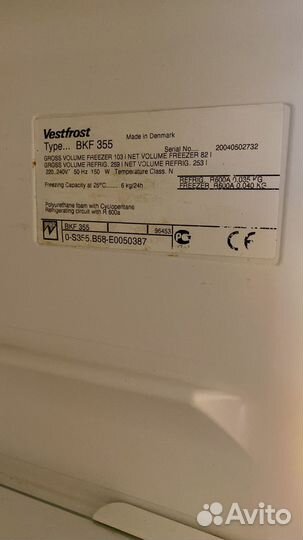 Vestfrost
Made in Denmark
Type... BKF 355 Serial No... 20040502732
GROSS VOLUME FREEZER 103 l NET VOLUME FREEZER 82 l
GROSS VOLUME REFRIG. 259 l NET VOLUME REFRIG. 253 l
220..240V~ 50 Hz 150 W Temperature Class. N
REFRIG. R600A 0,035 KG
Freezing Capacity at 25°C........ 6 kg/24h FREEZER R600A 0,040 KG
Polyurethane foam with Cyclopentane
Refrigerating circuit with R 600a
BKF 355 96453
0-S355.B58-E0050387
CE
Avito